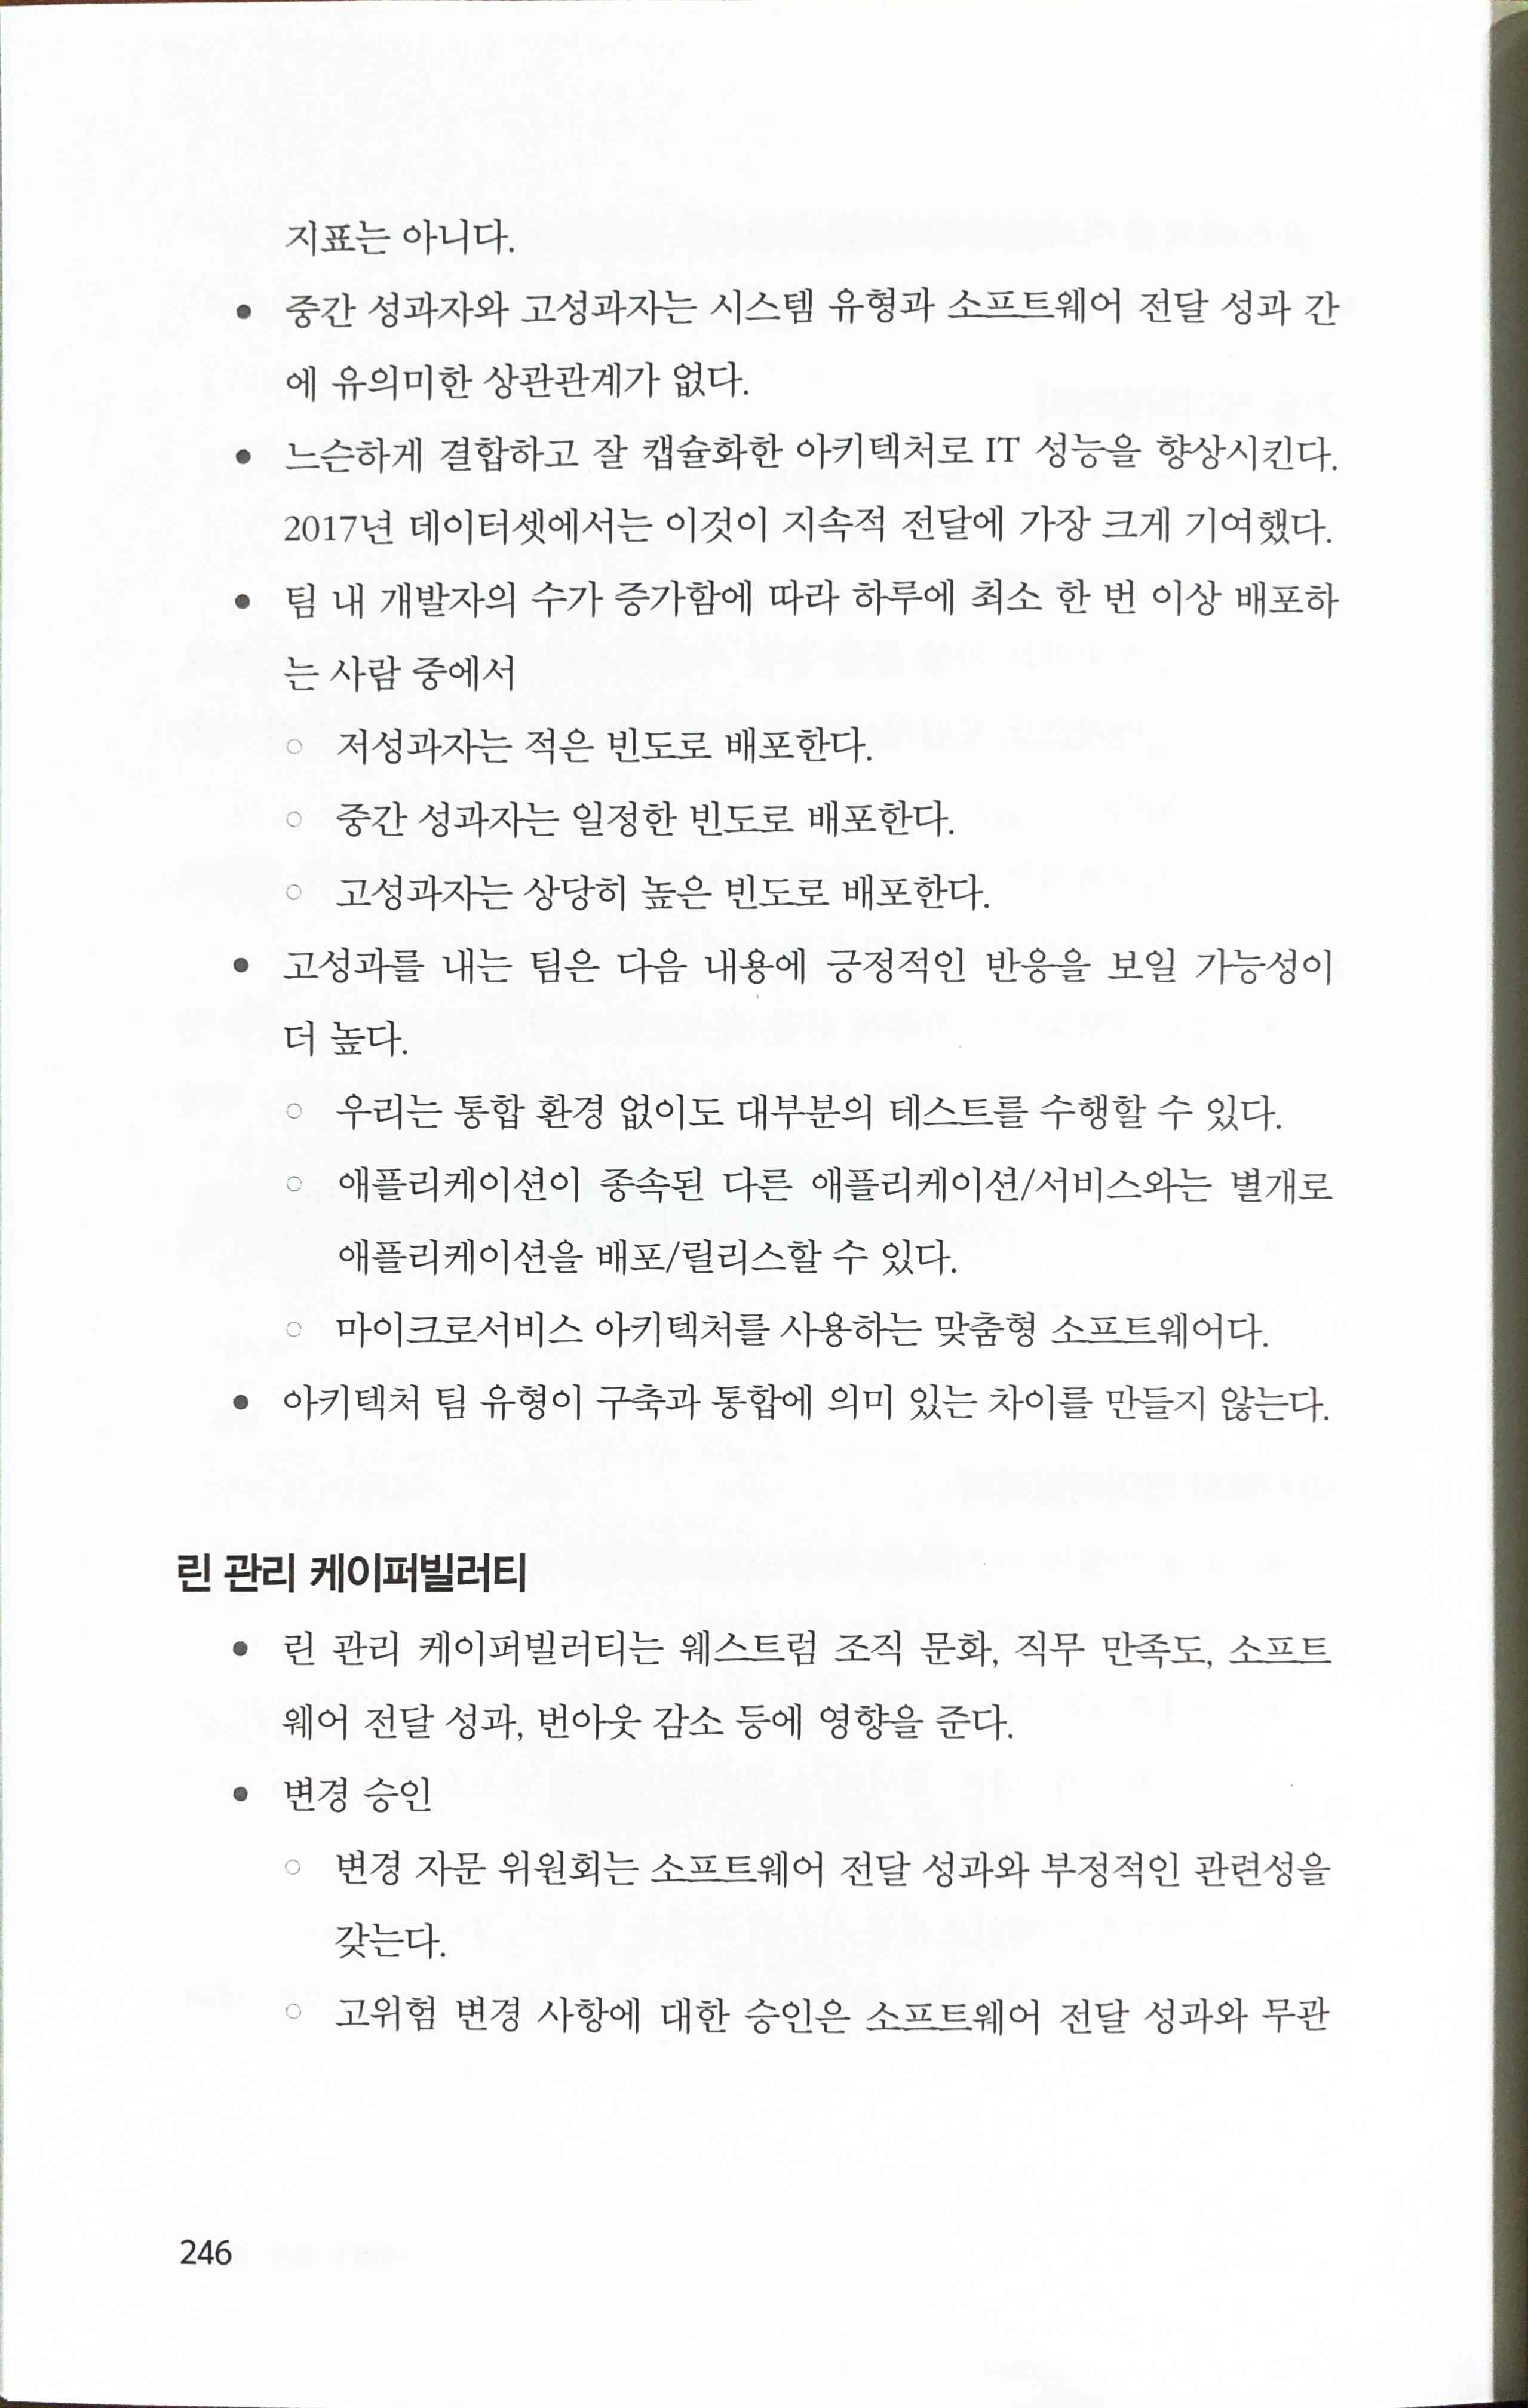 지표는 아니다.
● 중간 성과자와 고성과자는 시스템 유형과 소프트웨어 전달 성과 간
에 유의미한 상관관계가 없다.
● 느슨하게 결합하고 잘 캡슐화한 아키텍처로 IT 성능을 향상시킨다.
2017년 데이터셋에서는 이것이 지속적 전달에 가장 크게 기여했다.
● 팀 내 개발자의 수가 증가함에 따라 하루에 최소 한 번 이상 배포하
는 사람 중에서
○ 저성과자는 적은 빈도로 배포한다.
○ 중간 성과자는 일정한 빈도로 배포한다.
○ 고성과자는 상당히 높은 빈도로 배포한다.
● 고성과를 내는 팀은 다음 내용에 긍정적인 반응을 보일 가능성이
더 높다.
○ 우리는 통합 환경 없이도 대부분의 테스트를 수행할 수 있다.
○ 애플리케이션이 종속된 다른 애플리케이션/서비스와는 별개로
애플리케이션을 배포/릴리스할 수 있다.
○ 마이크로서비스 아키텍처를 사용하는 맞춤형 소프트웨어다.
● 아키텍처 팀 유형이 구축과 통합에 의미 있는 차이를 만들지 않는다.
린 관리 케이퍼빌러티
● 린 관리 케이퍼빌러티는 웨스트럼 조직 문화, 직무 만족도, 소프트
웨어 전달 성과, 번아웃 감소 등에 영향을 준다.
● 변경 승인
○ 변경 자문 위원회는 소프트웨어 전달 성과와 부정적인 관련성을
갖는다.
○ 고위험 변경 사항에 대한 승인은 소프트웨어 전달 성과와 무관
246